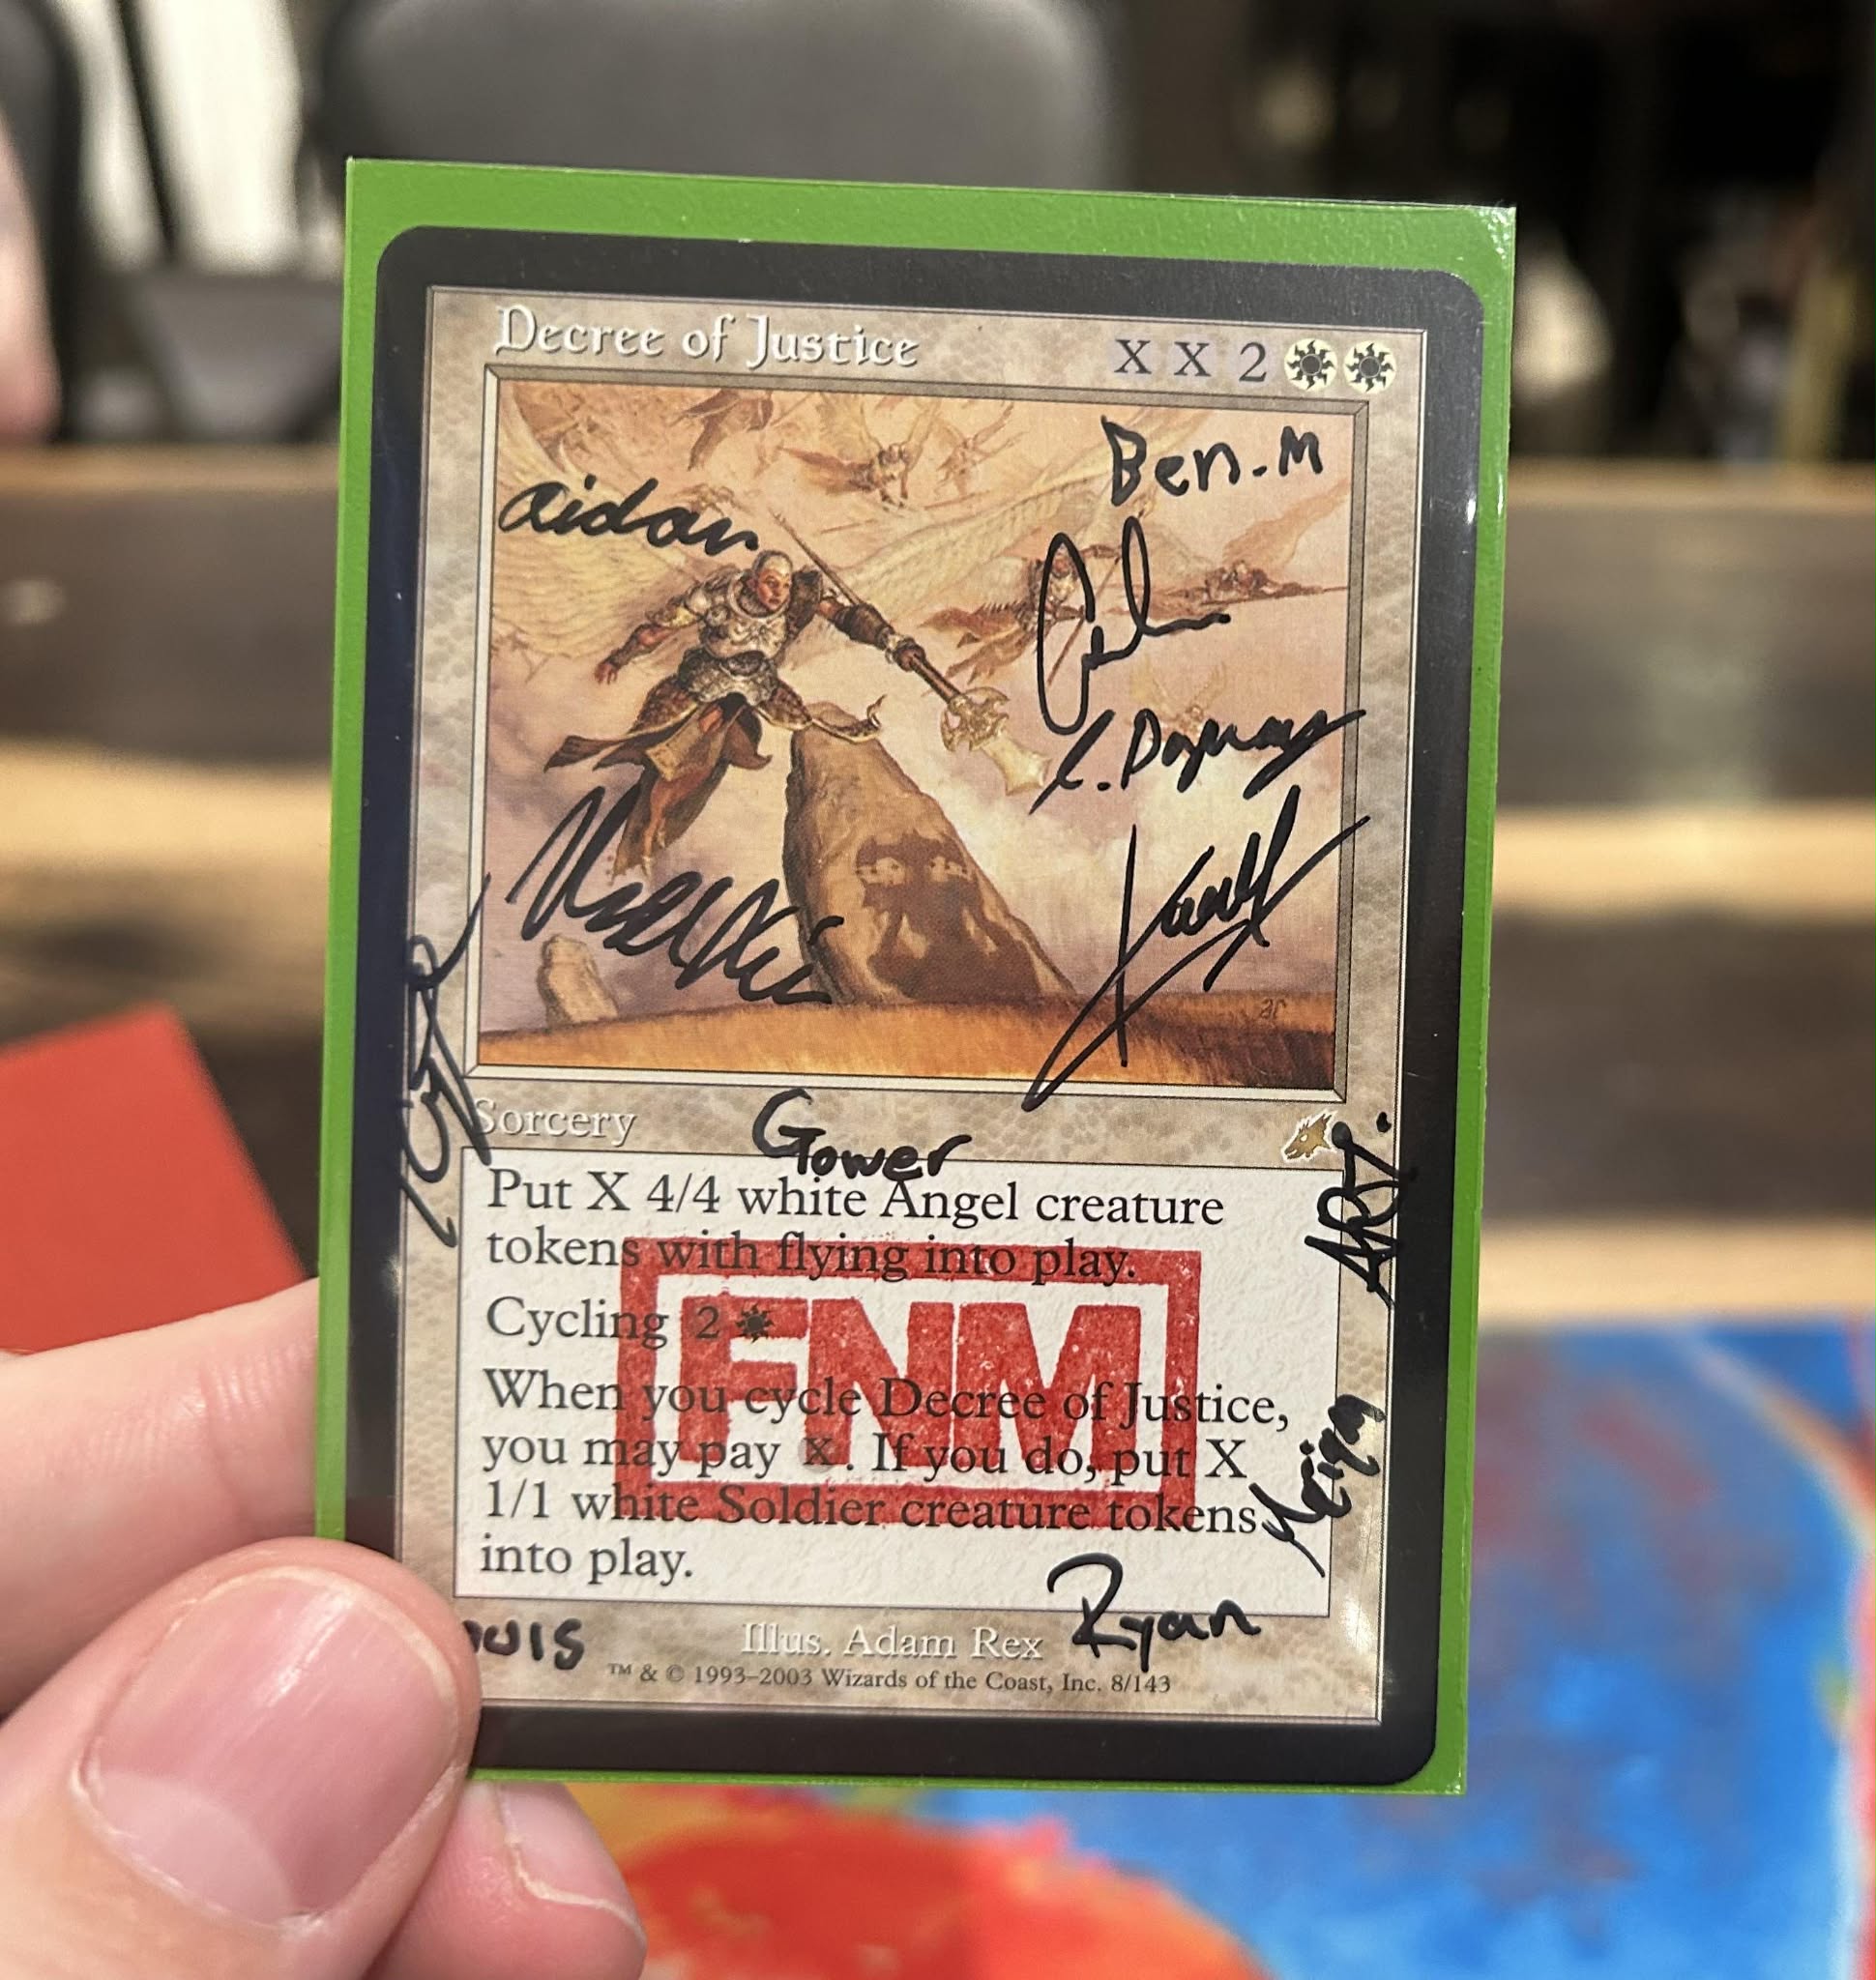 Decree of Justice X X 2
aidan
Ben.M
Sorcery
Gower
ART.
Put X 4/4 white Angel creature
tokens with flying into play.
Cycling 2
FNM
When you cycle Decree of Justice,
you may pay X. If you do, put X
1/1 white Soldier creature tokens
into play.
Ryan
Illus. Adam Rex
™ & © 1993–2003 Wizards of the Coast, Inc. 8/143